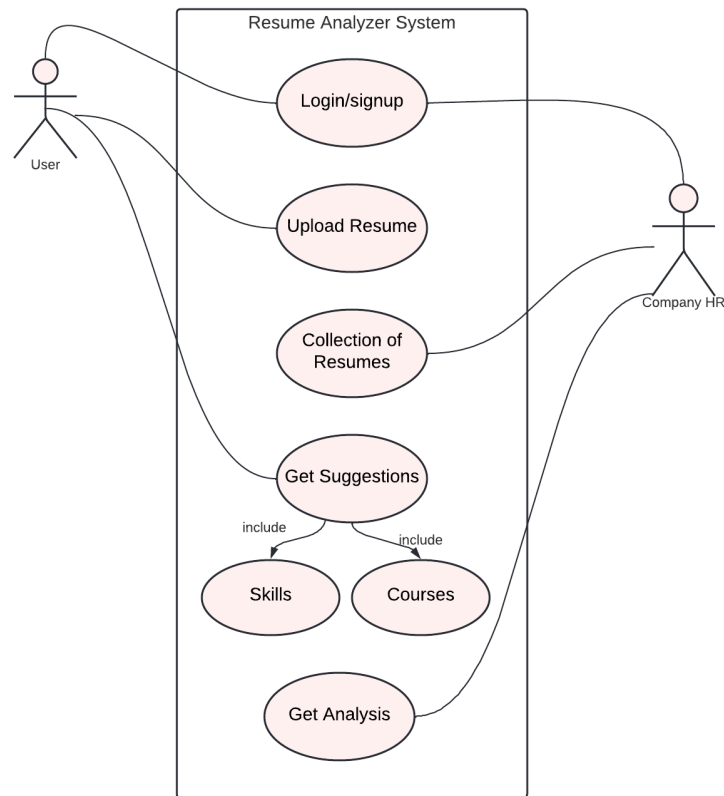 Resume Analyzer System
Login/signup
User
Upload Resume
Company HR
Collection of
Resumes
Get Suggestions
include
include
Skills
Courses
Get Analysis